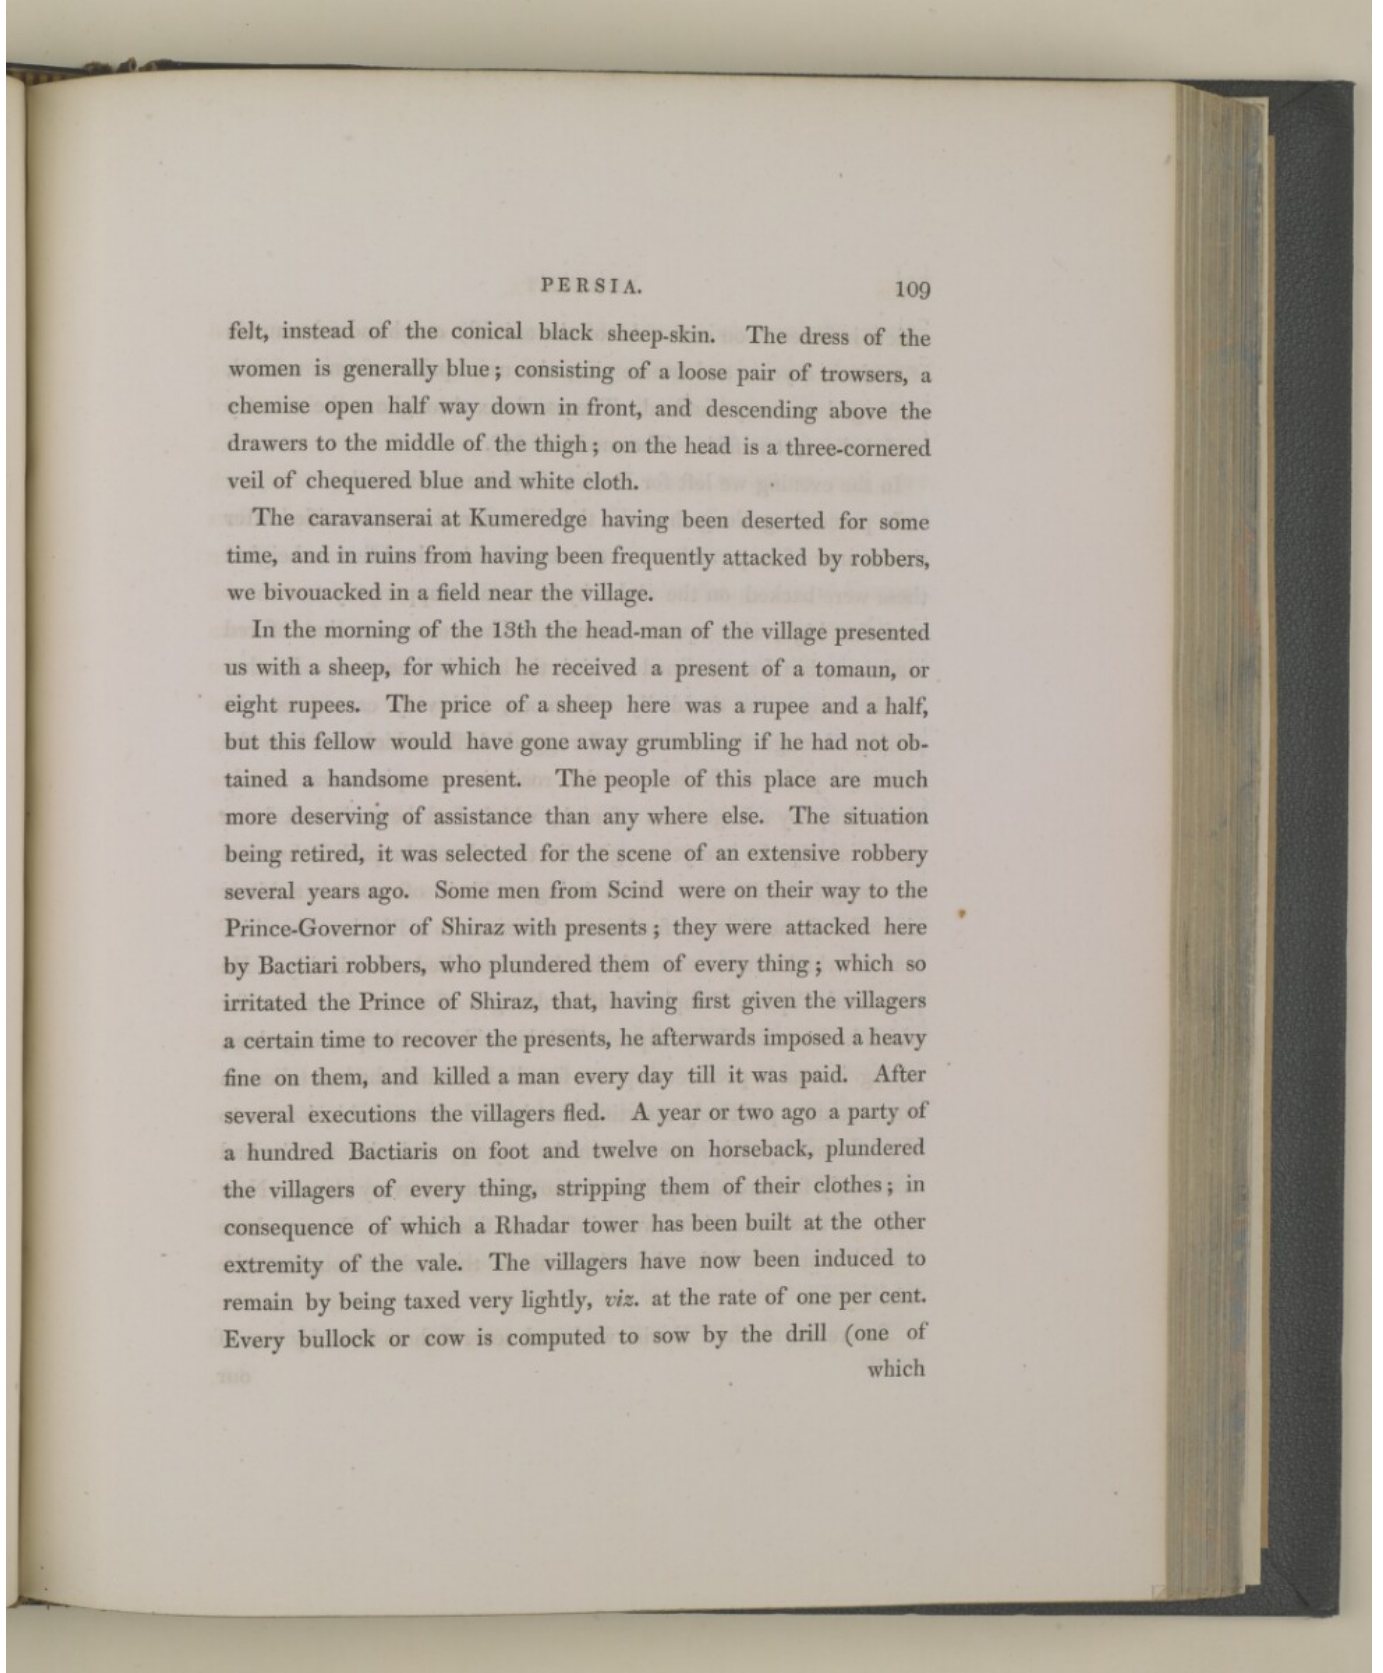 PERSIA. 109
felt, instead of the conical black sheep-skin. The dress of the
women is generally blue; consisting of a loose pair of trowsers, a
chemise open half way down in front, and descending above the
drawers to the middle of the thigh; on the head is a three-cornered
veil of chequered blue and white cloth.
The caravanserai at Kumeredge having been deserted for some
time, and in ruins from having been frequently attacked by robbers,
we bivouacked in a field near the village.
In the morning of the 13th the head-man of the village presented
us with a sheep, for which he received a present of a tomaun, or
eight rupees. The price of a sheep here was a rupee and a half,
but this fellow would have gone away grumbling if he had not ob-
tained a handsome present. The people of this place are much
more deserving of assistance than any where else. The situation
being retired, it was selected for the scene of an extensive robbery
several years ago. Some men from Scind were on their way to the
Prince-Governor of Shiraz with presents; they were attacked here
by Bactiari robbers, who plundered them of every thing; which so
irritated the Prince of Shiraz, that, having first given the villagers
a certain time to recover the presents, he afterwards imposed a heavy
fine on them, and killed a man every day till it was paid. After
several executions the villagers fled. A year or two ago a party of
a hundred Bactiaris on foot and twelve on horseback, plundered
the villagers of every thing, stripping them of their clothes; in
consequence of which a Rhadar tower has been built at the other
extremity of the vale. The villagers have now been induced to
remain by being taxed very lightly, viz. at the rate of one per cent.
Every bullock or cow is computed to sow by the drill (one of
which